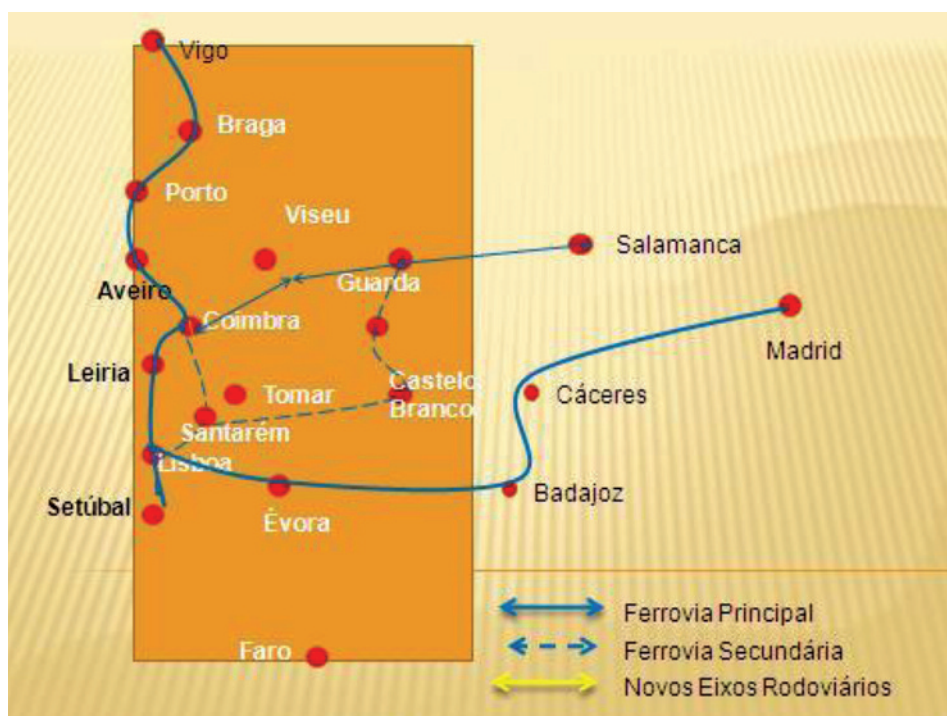 Vigo
Braga
Porto
Viseu
Salamanca
Aveiro
Guarda
Coimbra
Madrid
Leiria
Tomar
Castelo
Branco
Cáceres
Santarém
Lisboa
Setúbal
Évora
Badajoz
Ferrovia Principal
Faro
Ferrovia Secundária
Novos Eixos Rodoviários